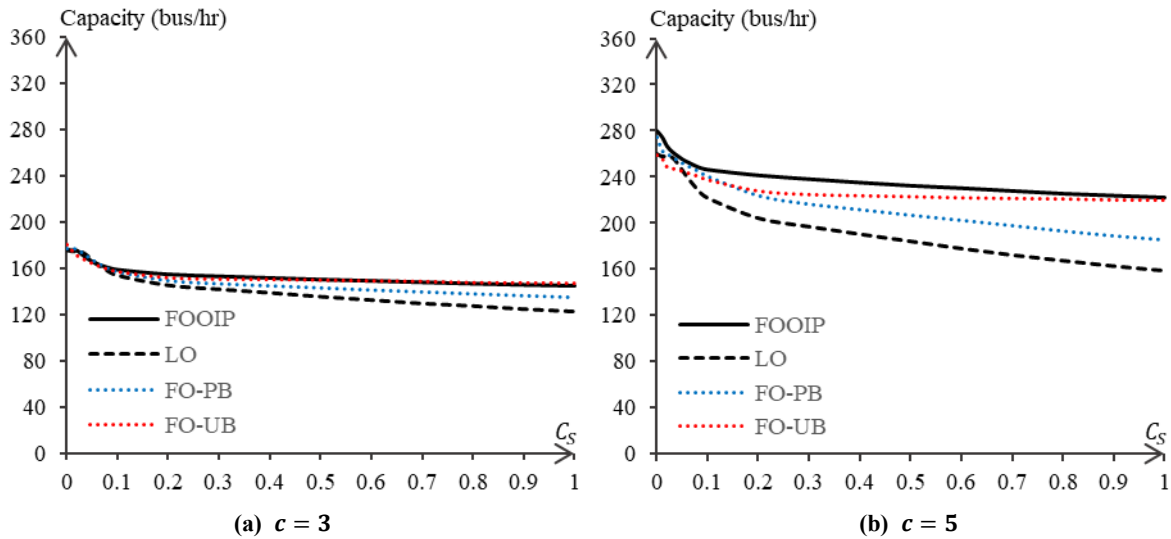 Capacity (bus/hr)
360
320
280
240
200
160
120
80
40
0
FOOIP
LO
FO-PB
FO-UB
C_S
0 0.1 0.2 0.3 0.4 0.5 0.6 0.7 0.8 0.9 1
(a) c = 3
Capacity (bus/hr)
360
320
280
240
200
160
120
80
40
0
FOOIP
LO
FO-PB
FO-UB
C_S
0 0.1 0.2 0.3 0.4 0.5 0.6 0.7 0.8 0.9 1
(b) c = 5